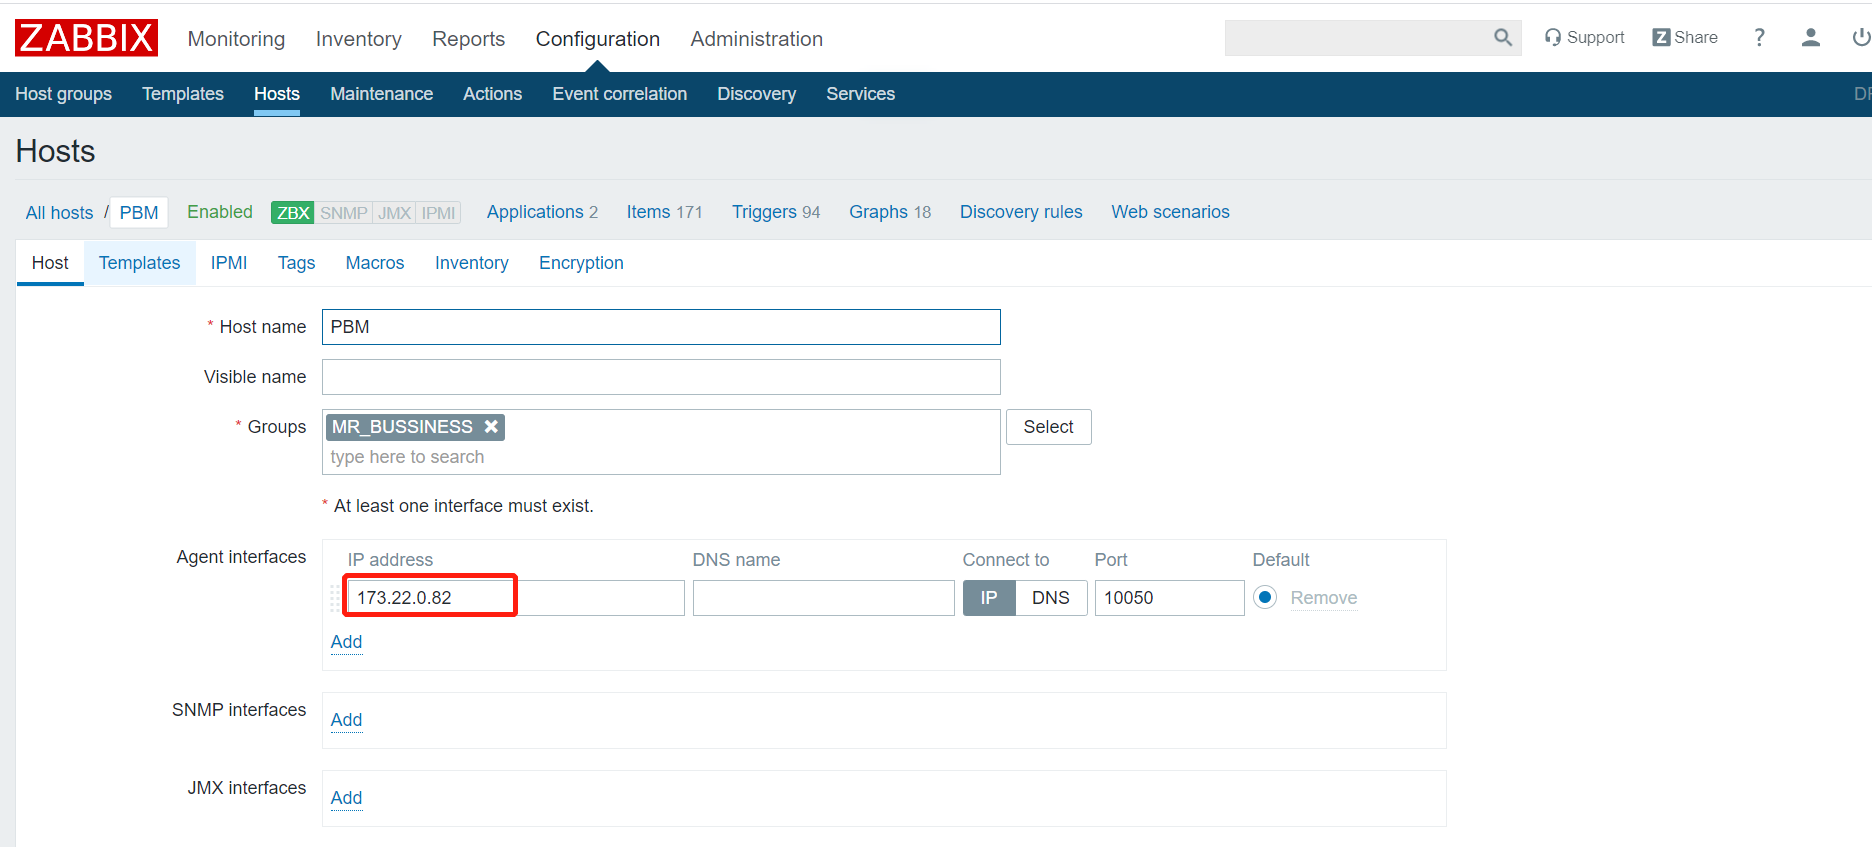 ZABBIX Monitoring Inventory Reports Configuration Administration Support Z Share ?
Host groups Templates Hosts Maintenance Actions Event correlation Discovery Services
Hosts
All hosts / PBM Enabled ZBX SNMP JMX IPMI Applications 2 Items 171 Triggers 94 Graphs 18 Discovery rules Web scenarios
Host Templates IPMI Tags Macros Inventory Encryption
* Host name PBM
Visible name
* Groups MR_BUSSINESS Select
type here to search
* At least one interface must exist.
Agent interfaces IP address DNS name Connect to Port Default
173.22.0.82 IP DNS 10050 Remove
Add
SNMP interfaces Add
JMX interfaces Add